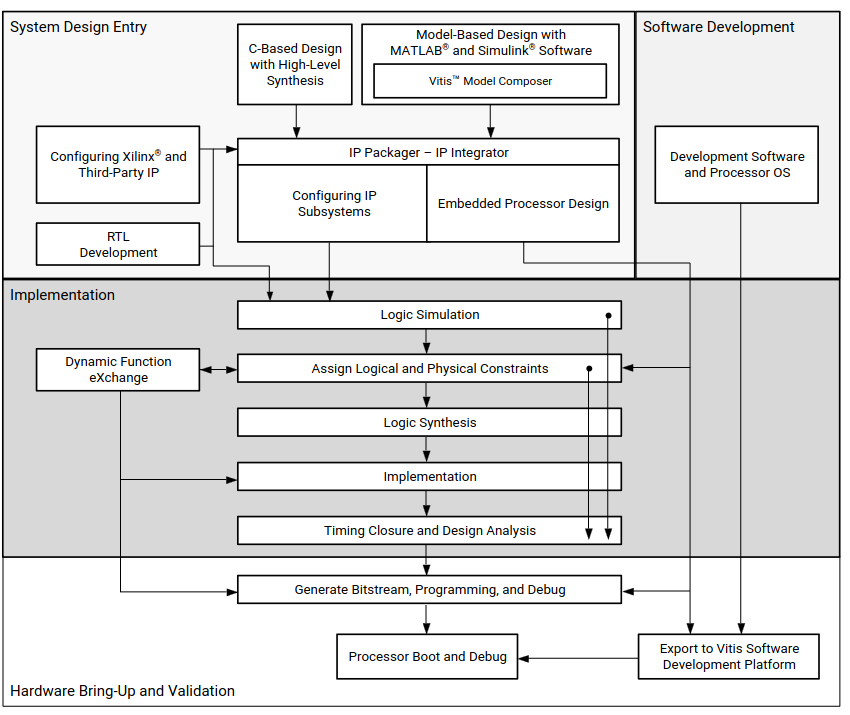 System Design Entry
Software Development
C-Based Design
with High-Level
Synthesis
Model-Based Design with
MATLAB® and Simulink® Software
Vitis™ Model Composer
Configuring Xilinx® and
Third-Party IP
IP Packager – IP Integrator
Configuring IP
Subsystems
Embedded Processor Design
Development Software
and Processor OS
RTL
Development
Implementation
Logic Simulation
Dynamic Function
eXchange
Assign Logical and Physical Constraints
Logic Synthesis
Implementation
Timing Closure and Design Analysis
Generate Bitstream, Programming, and Debug
Processor Boot and Debug
Export to Vitis Software
Development Platform
Hardware Bring-Up and Validation